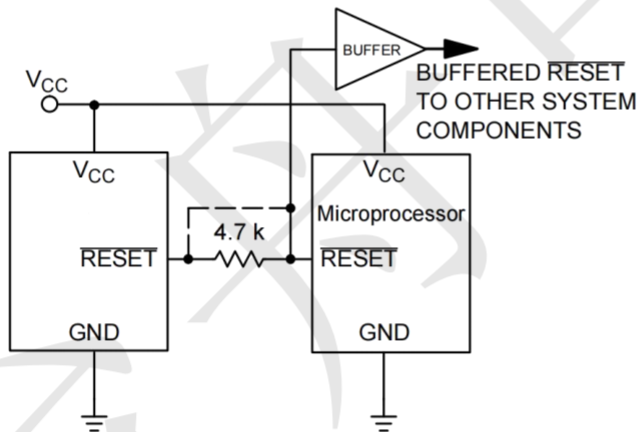 BUFFER
BUFFERED RESET
TO OTHER SYSTEM
COMPONENTS
VCC
VCC
VCC
Microprocessor
4.7 k
RESET
RESET
GND
GND